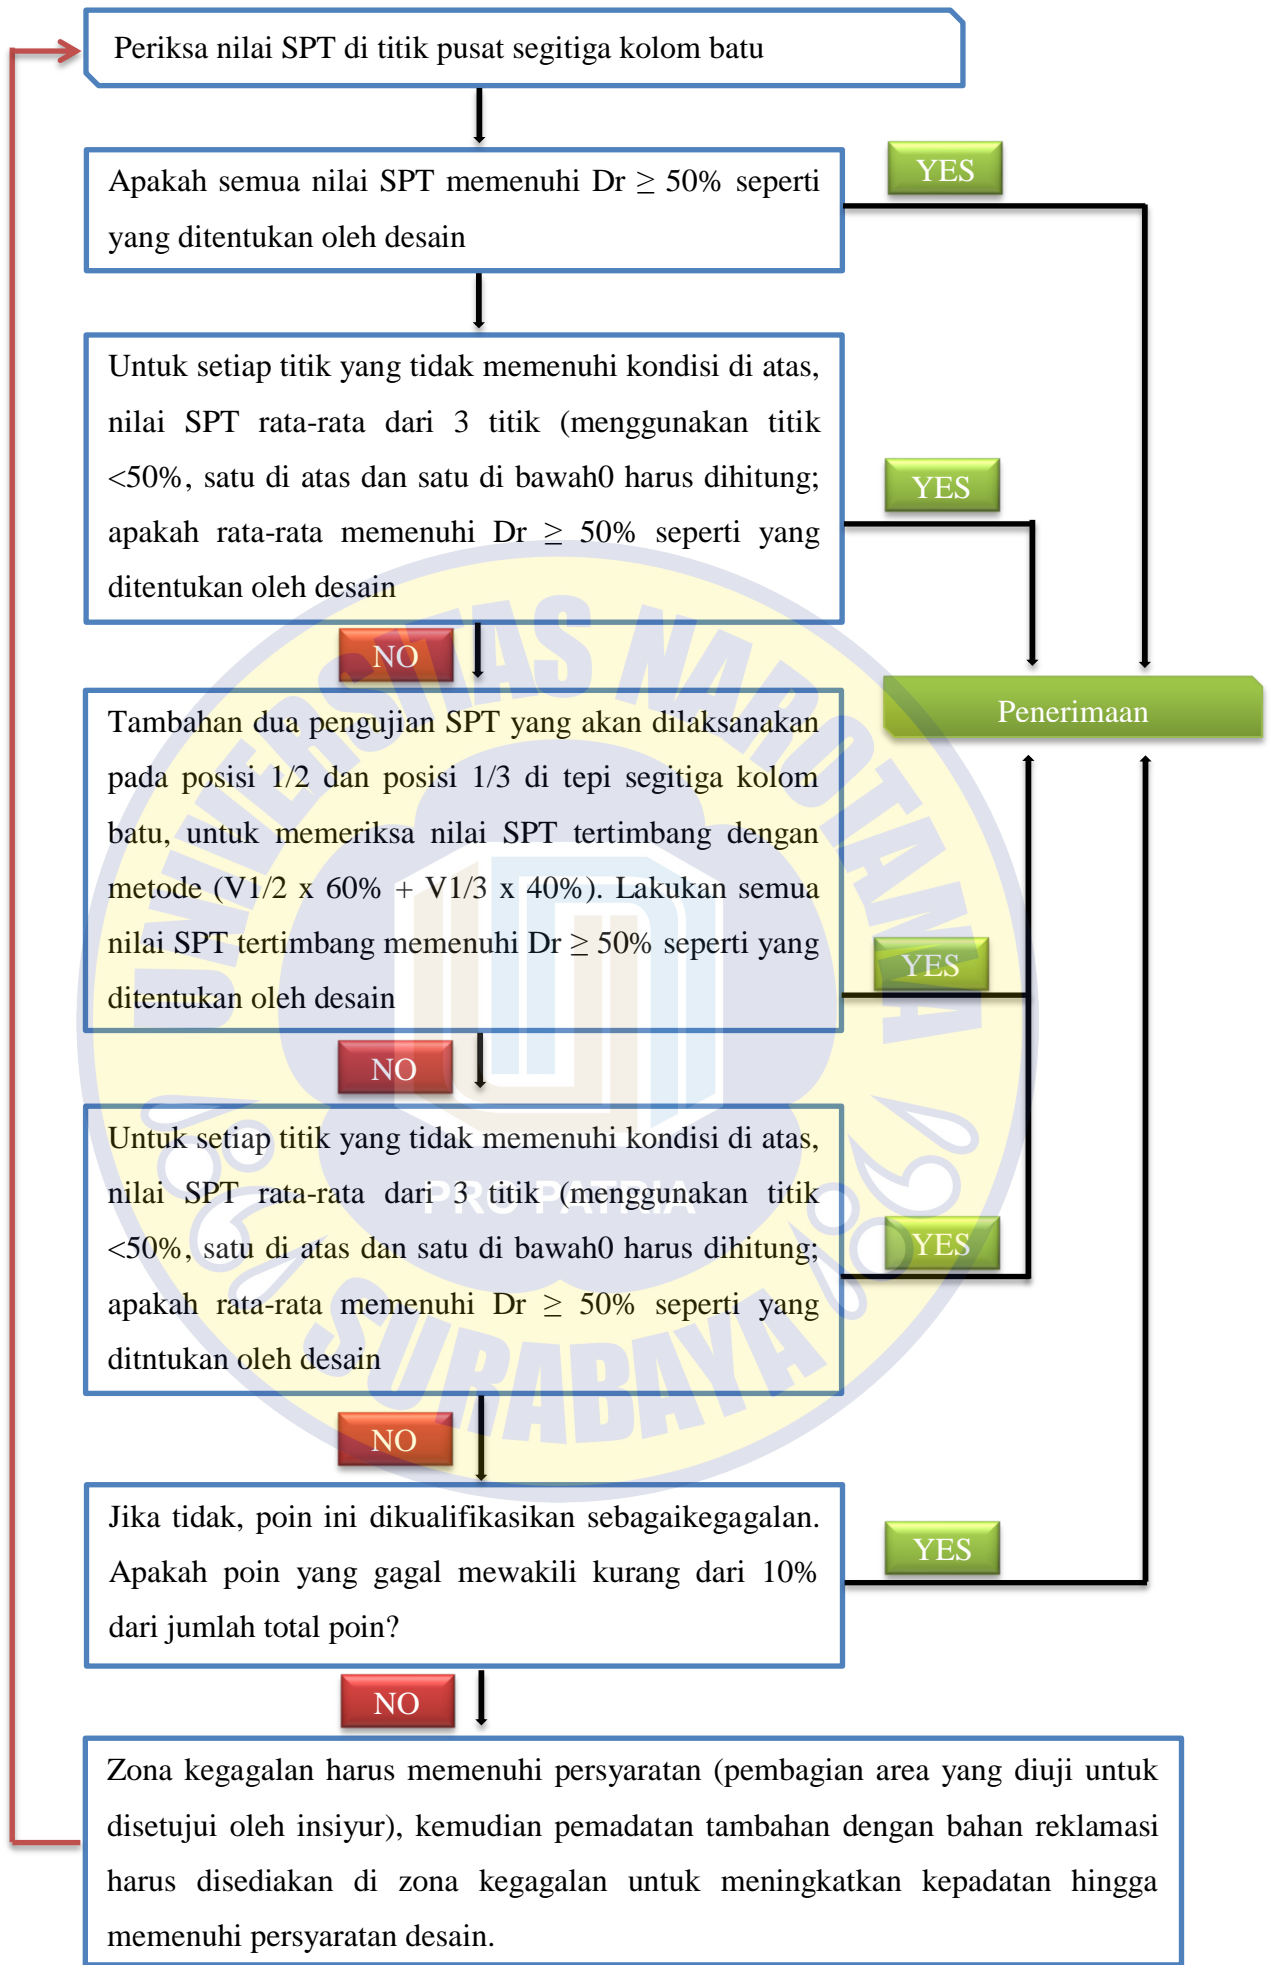 Periksa nilai SPT di titik pusat segitiga kolom batu
YES
Apakah semua nilai SPT memenuhi Dr ≥ 50% seperti
yang ditentukan oleh desain
Untuk setiap titik yang tidak memenuhi kondisi di atas,
nilai SPT rata-rata dari 3 titik (menggunakan titik
<50%, satu di atas dan satu di bawah0 harus dihitung;
apakah rata-rata memenuhi Dr ≥ 50% seperti yang
ditentukan oleh desain
YES
NO
Penerimaan
Tambahan dua pengujian SPT yang akan dilaksanakan
pada posisi 1/2 dan posisi 1/3 di tepi segitiga kolom
batu, untuk memeriksa nilai SPT tertimbang dengan
metode (V1/2 x 60% + V1/3 x 40%). Lakukan semua
nilai SPT tertimbang memenuhi Dr ≥ 50% seperti yang
ditentukan oleh desain
YES
NO
Untuk setiap titik yang tidak memenuhi kondisi di atas,
nilai SPT rata-rata dari 3 titik (menggunakan titik
<50%, satu di atas dan satu di bawah0 harus dihitung;
apakah rata-rata memenuhi Dr ≥ 50% seperti yang
ditntukan oleh desain
YES
NO
Jika tidak, poin ini dikualifikasikan sebagaikegagalan.
Apakah poin yang gagal mewakili kurang dari 10%
dari jumlah total poin?
YES
NO
Zona kegagalan harus memenuhi persyaratan (pembagian area yang diuji untuk
disetujui oleh insiyur), kemudian pemadatan tambahan dengan bahan reklamasi
harus disediakan di zona kegagalan untuk meningkatkan kepadatan hingga
memenuhi persyaratan desain.
UNIVERSITAS NAROTAMA
PRO PATRIA
SURABAYA